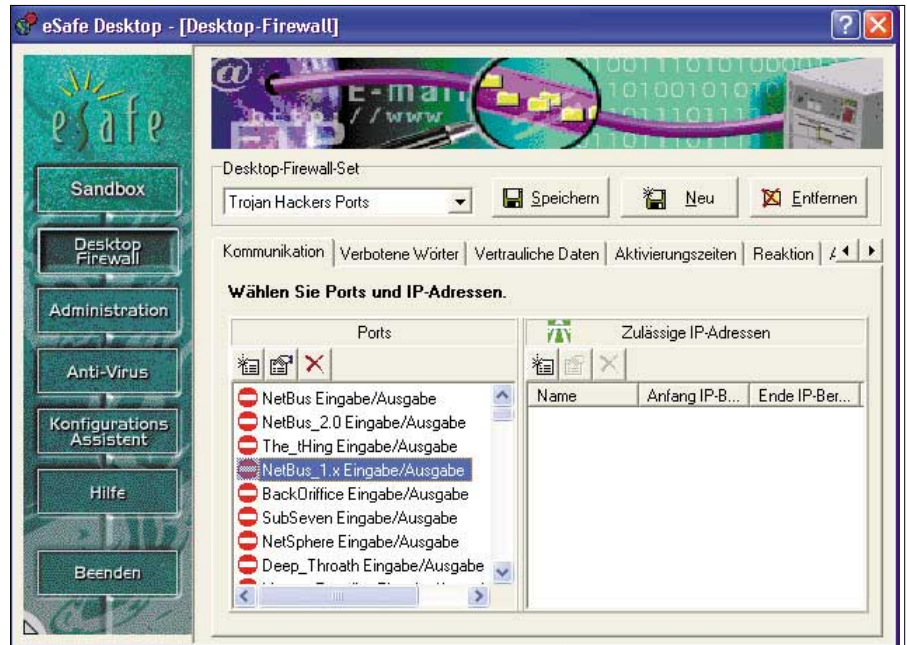 eSafe Desktop - [Desktop-Firewall]
eSafe
@
E-mai
http://www
Sandbox
Desktop
Firewall
Administration
Anti-Virus
Konfigurations
Assistent
Hilfe
Beenden
Desktop-Firewall-Set
Trojan Hackers Ports
Speichern
Neu
Entfernen
Kommunikation
Verbotene Wörter
Vertrauliche Daten
Aktivierungszeiten
Reaktion
Wählen Sie Ports und IP-Adressen.
Ports
NetBus Eingabe/Ausgabe
NetBus_2.0 Eingabe/Ausgabe
The_tHing Eingabe/Ausgabe
NetBus_1.x Eingabe/Ausgabe
BackOriffice Eingabe/Ausgabe
SubSeven Eingabe/Ausgabe
NetSphere Eingabe/Ausgabe
Deep_Throath Eingabe/Ausgabe
Zulässige IP-Adressen
Name
Anfang IP-B...
Ende IP-Ber...